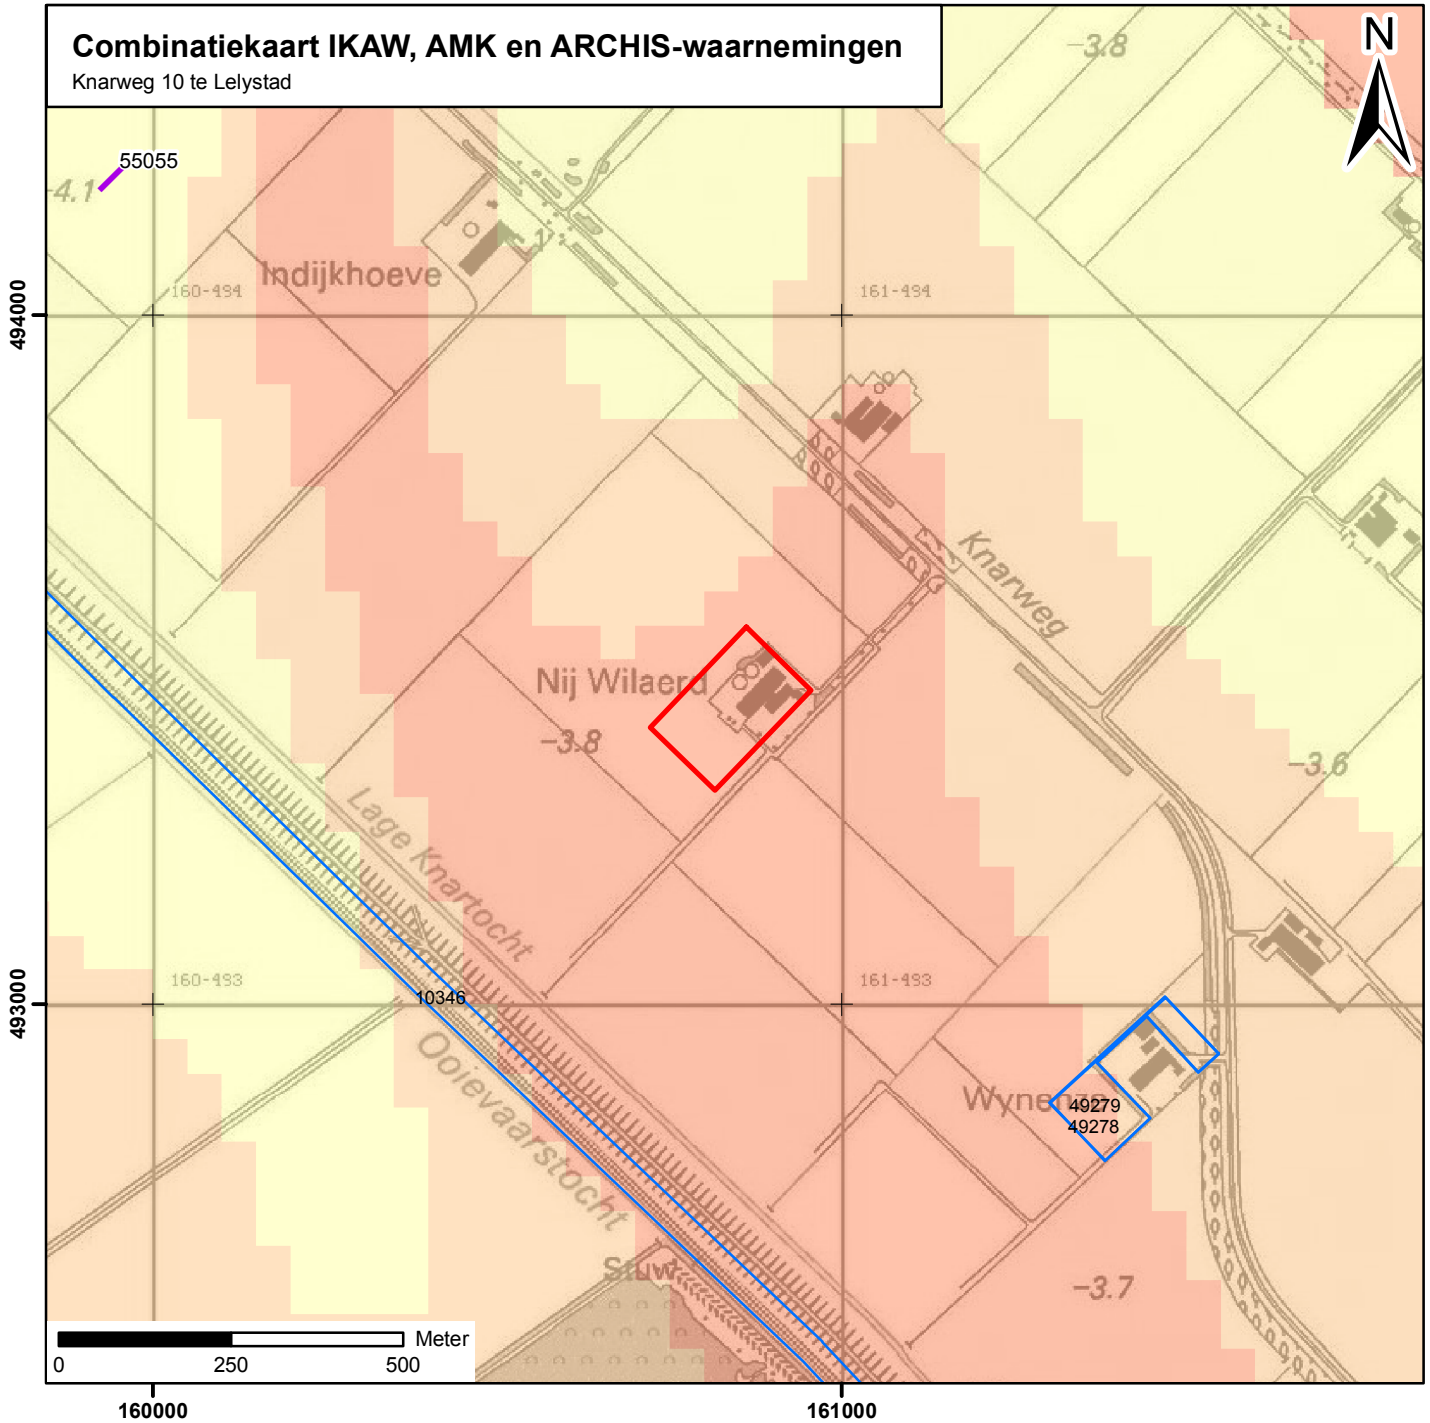 Combinatiekaart IKAW, AMK en ARCHIS-waarnemingen
Knarweg 10 te Lelystad
N
-3.8
55055
-4.1
Indijkhoeve
160-494
161-494
494000
Knarweg
Nij Wilaerd
-3.8
-3.6
Lage Knartocht
160-493
161-493
10346
493000
Ooievaarstocht
Wynenze
49279
49278
Stuw
-3.7
Meter
0
250
500
160000
161000